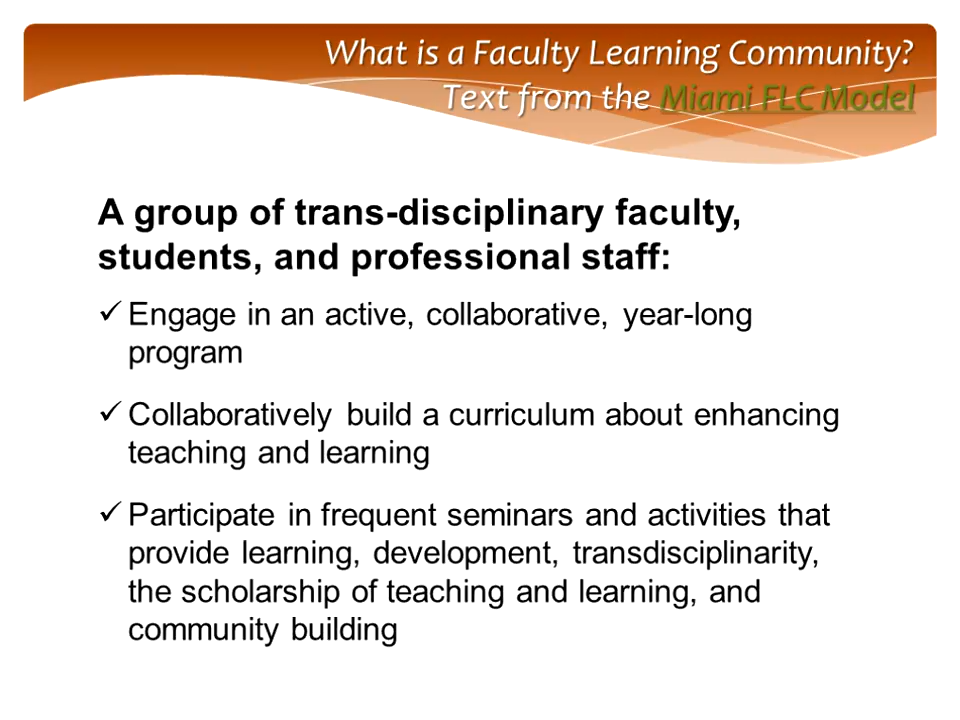 What is a Faculty Learning Community?
Text from the Miami FLC Model
A group of trans-disciplinary faculty,
students, and professional staff:
✓ Engage in an active, collaborative, year-long
program
✓ Collaboratively build a curriculum about enhancing
teaching and learning
✓ Participate in frequent seminars and activities that
provide learning, development, transdisciplinarity,
the scholarship of teaching and learning, and
community building